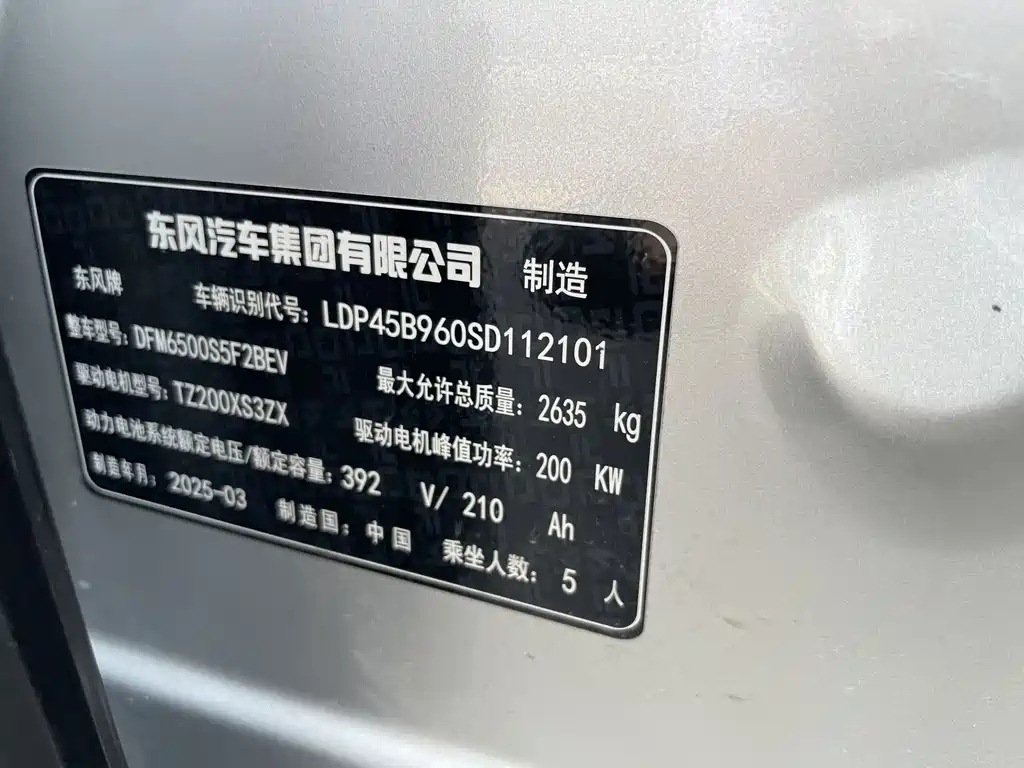 东风汽车集团有限公司 制造
东风牌 车辆识别代号: LDP45B960SD112101
整车型号: DFM6500S5F2BEV 最大允许总质量: 2635 kg
驱动电机型号: TZ200XS3ZX 驱动电机峰值功率: 200 KW
动力电池系统额定电压/额定容量: 392 V/ 210 Ah
制造年月: 2025-03 制造国: 中国 乘坐人数: 5 人